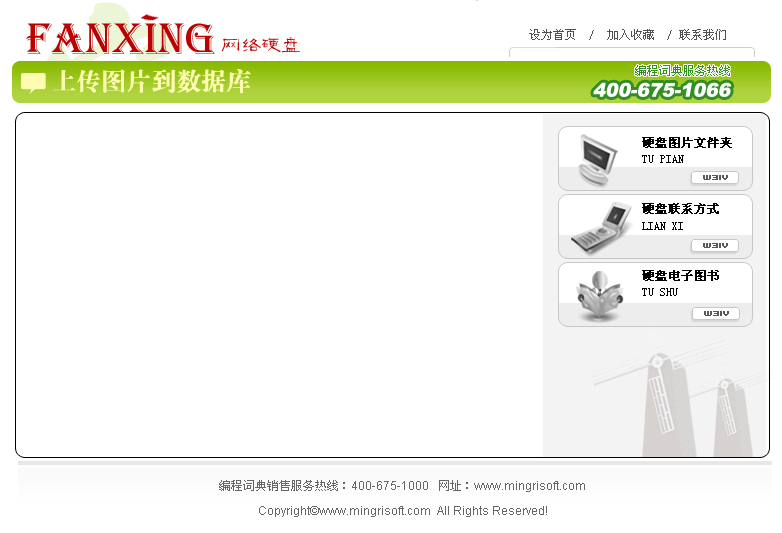 FANXING 网络硬盘
设为首页 / 加入收藏 / 联系我们
上传图片到数据库
编程词典服务热线
400-675-1066
硬盘图片文件夹
TU PIAN
VIEW
硬盘联系方式
LIAN XI
VIEW
硬盘电子图书
TU SHU
VIEW
编程词典销售服务热线：400-675-1000 网址：www.mingrisoft.com
Copyright©www.mingrisoft.com All Rights Reserved!